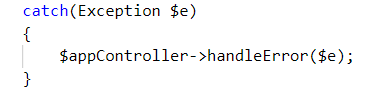 catch(Exception $e)
{
    $appController->handleError($e);
}